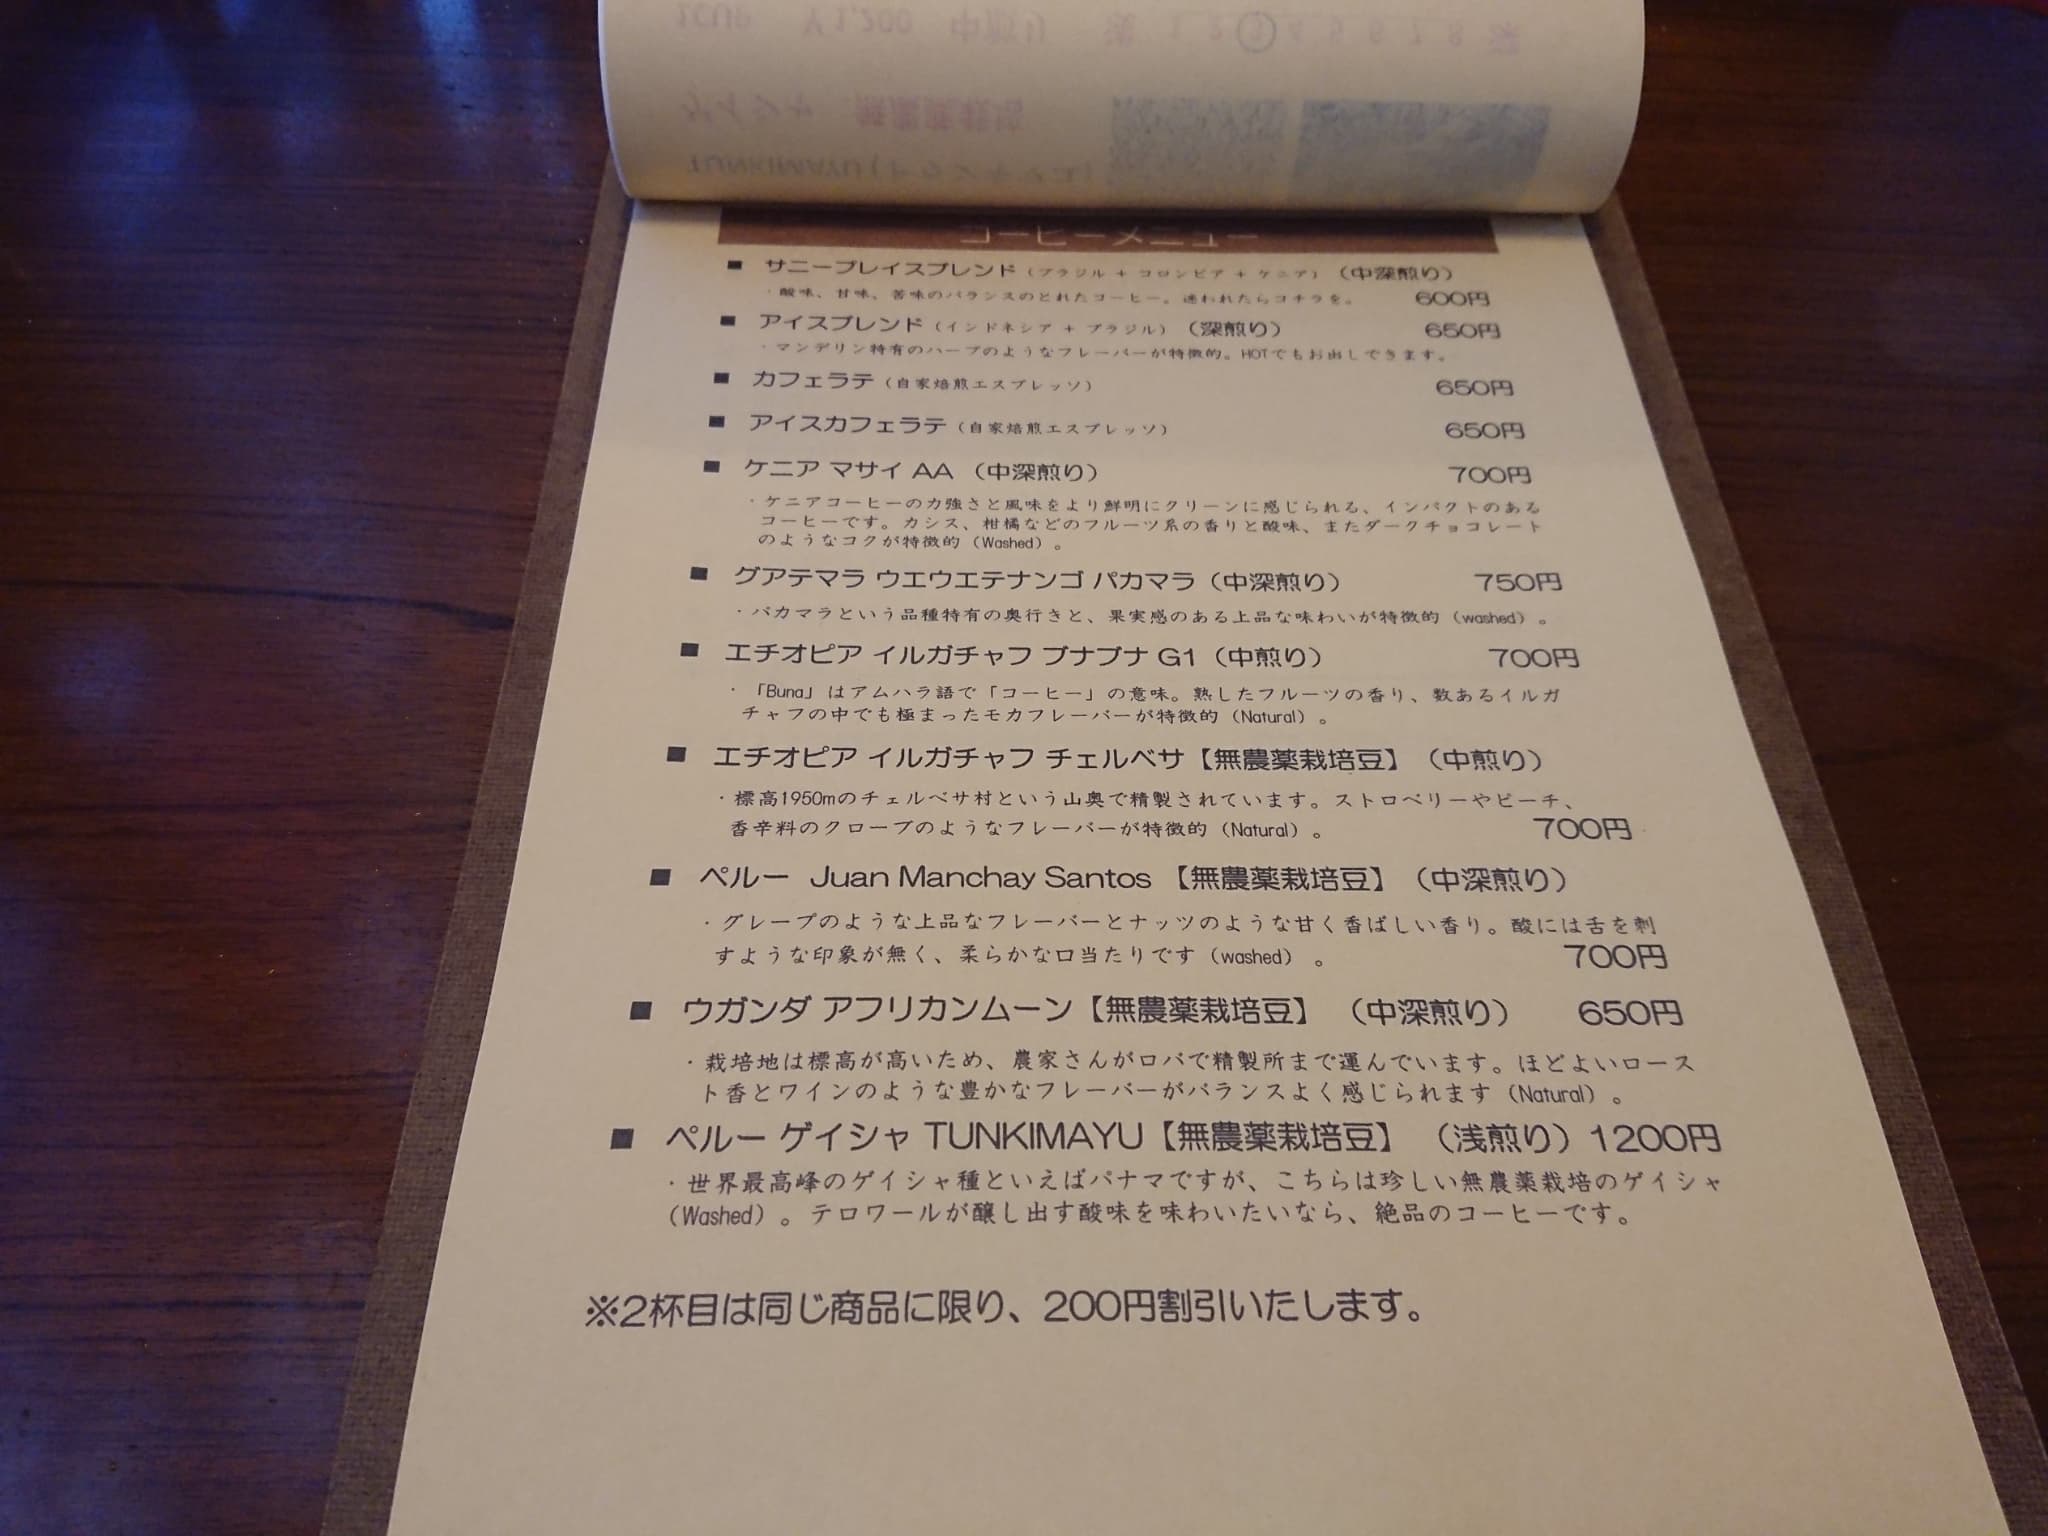 コーヒーメニュー
■ サニープレイスブレンド（ブラジル + コロンビア + ケニア）（中深煎り）
・酸味、甘味、苦味のバランスのとれたコーヒー。迷われたらコチラを。 600円
■ アイスブレンド（インドネシア + ブラジル）（深煎り） 650円
・マンデリン特有のハーブのようなフレーバーが特徴的。HOTでもお出しできます。
■ カフェラテ（自家焙煎エスプレッソ） 650円
■ アイスカフェラテ（自家焙煎エスプレッソ） 650円
■ ケニア マサイ AA （中深煎り） 700円
・ケニアコーヒーの力強さと風味をより鮮明にクリーンに感じられる、インパクトのある
コーヒーです。カシス、柑橘などのフルーツ系の香りと酸味、またダークチョコレート
のようなコクが特徴的（Washed）。
■ グアテマラ ウエウエテナンゴ パカマラ（中深煎り） 750円
・パカマラという品種特有の奥行きと、果実感のある上品な味わいが特徴的（washed）。
■ エチオピア イルガチャフ ブナブナ G1（中煎り） 700円
・「Buna」はアムハラ語で「コーヒー」の意味。熟したフルーツの香り、数あるイルガ
チャフの中でも極まったモカフレーバーが特徴的（Natural）。
■ エチオピア イルガチャフ チェルベサ【無農薬栽培豆】（中煎り）
・標高1950mのチェルベサ村という山奥で精製されています。ストロベリーやピーチ、
香辛料のクローブのようなフレーバーが特徴的（Natural）。 700円
■ ペルー Juan Manchay Santos【無農薬栽培豆】（中深煎り）
・グレープのような上品なフレーバーとナッツのような甘く香ばしい香り。酸には舌を刺
すような印象が無く、柔らかな口当たりです（washed）。 700円
■ ウガンダ アフリカンムーン【無農薬栽培豆】（中深煎り） 650円
・栽培地は標高が高いため、農家さんがロバで精製所まで運んでいます。ほどよいロース
ト香とワインのような豊かなフレーバーがバランスよく感じられます（Natural）。
■ ペルー ゲイシャ TUNKIMAYU【無農薬栽培豆】（浅煎り）1200円
・世界最高峰のゲイシャ種といえばパナマですが、こちらは珍しい無農薬栽培のゲイシャ
（Washed）。テロワールが醸し出す酸味を味わいたいなら、絶品のコーヒーです。
※2杯目は同じ商品に限り、200円割引いたします。